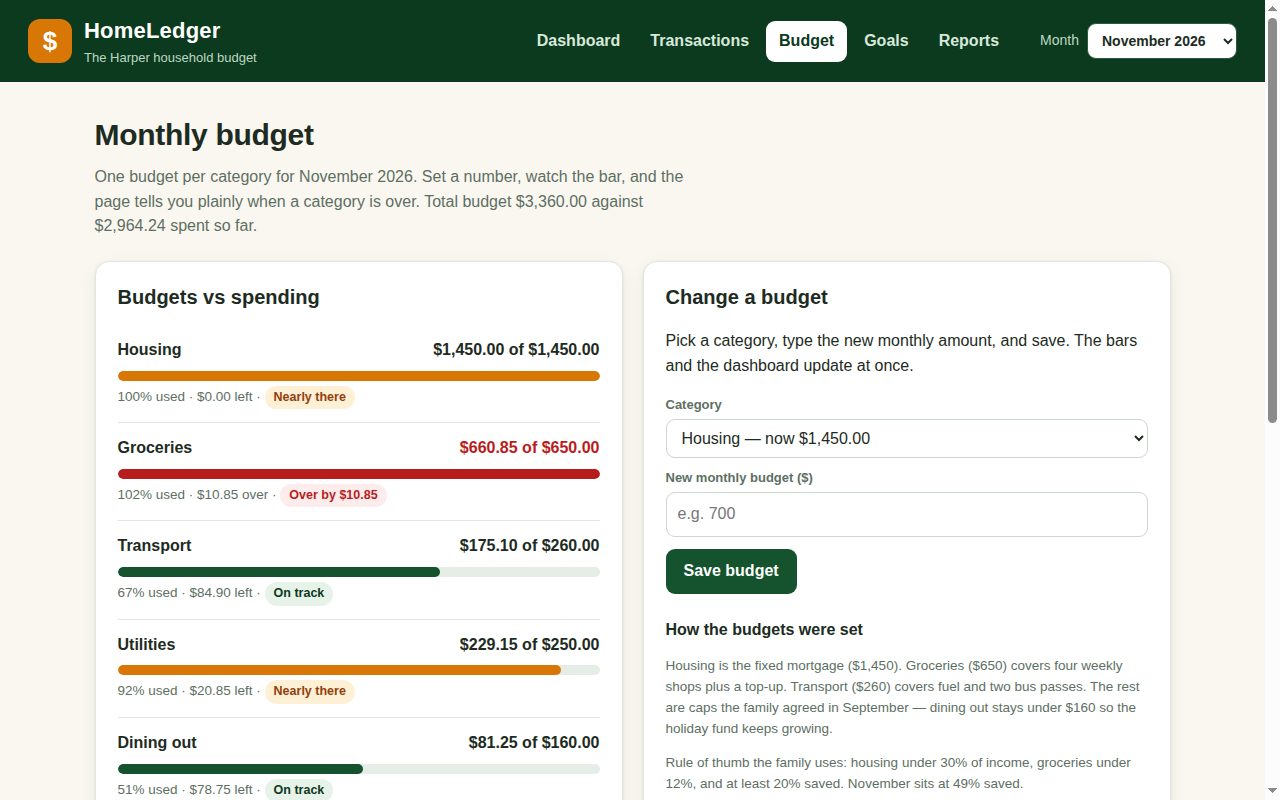 $
HomeLedger
The Harper household budget
Dashboard
Transactions
Budget
Goals
Reports
Month
November 2026
Monthly budget
One budget per category for November 2026. Set a number, watch the bar, and the
page tells you plainly when a category is over. Total budget $3,360.00 against
$2,964.24 spent so far.
Budgets vs spending
Housing
$1,450.00 of $1,450.00
100% used · $0.00 left · Nearly there
Groceries
$660.85 of $650.00
102% used · $10.85 over · Over by $10.85
Transport
$175.10 of $260.00
67% used · $84.90 left · On track
Utilities
$229.15 of $250.00
92% used · $20.85 left · Nearly there
Dining out
$81.25 of $160.00
51% used · $78.75 left · On track
Change a budget
Pick a category, type the new monthly amount, and save. The bars
and the dashboard update at once.
Category
Housing — now $1,450.00
New monthly budget ($)
e.g. 700
Save budget
How the budgets were set
Housing is the fixed mortgage ($1,450). Groceries ($650) covers four weekly
shops plus a top-up. Transport ($260) covers fuel and two bus passes. The rest
are caps the family agreed in September — dining out stays under $160 so the
holiday fund keeps growing.
Rule of thumb the family uses: housing under 30% of income, groceries under
12%, and at least 20% saved. November sits at 49% saved.